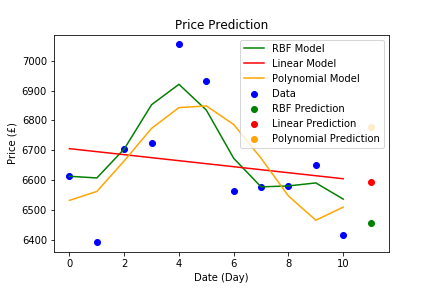 Price Prediction
RBF Model
Linear Model
Polynomial Model
Data
RBF Prediction
Linear Prediction
Polynomial Prediction
7000
6900
6800
6700
6600
6500
6400
Price (£)
0 2 4 6 8 10
Date (Day)